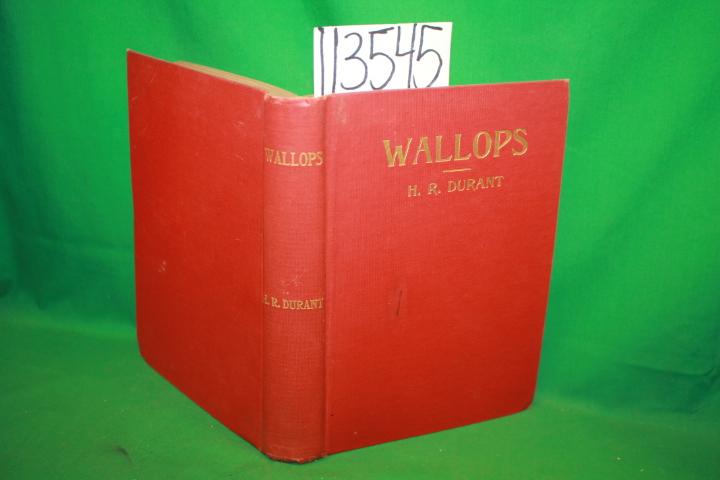 113545
WALLOPS
H. R. DURANT
WALLOPS
H. R. DURANT